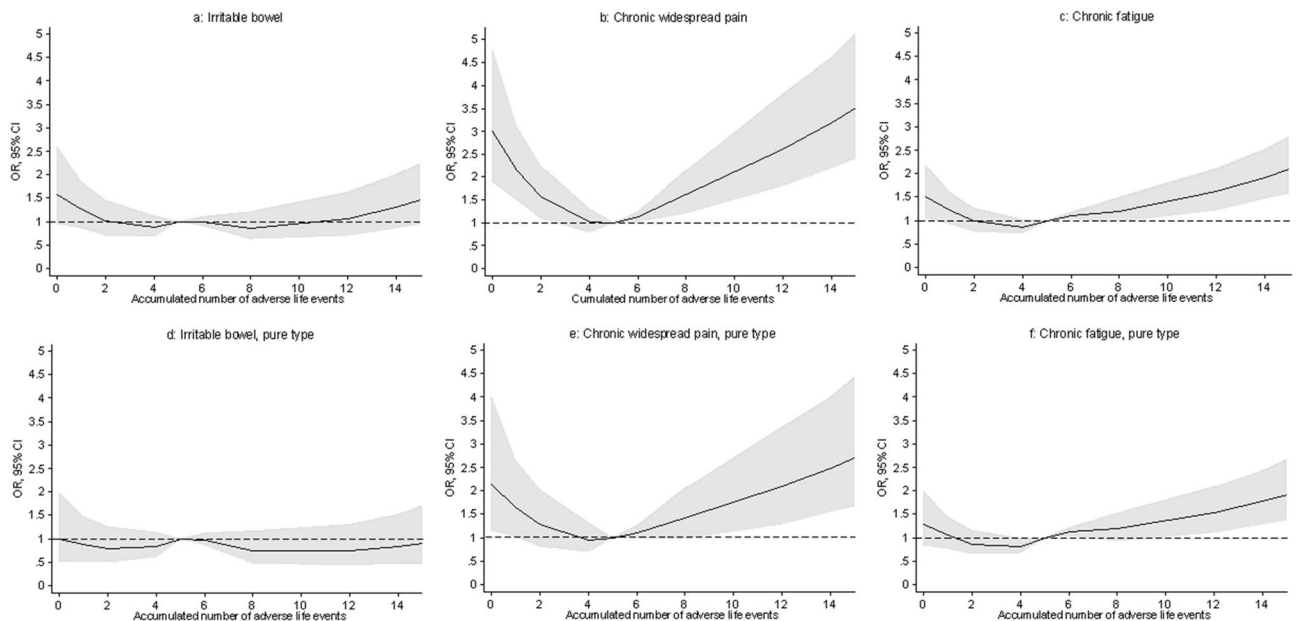 a: Irritable bowel
OR, 95% CI
5
4.5
4
3.5
3
2.5
2
1.5
1
.5
0
0 2 4 6 8 10 12 14
Accumulated number of adverse life events
b: Chronic widespread pain
OR, 95% CI
5
4.5
4
3.5
3
2.5
2
1.5
1
.5
0
0 2 4 6 8 10 12 14
Cumulated number of adverse life events
c: Chronic fatigue
OR, 95% CI
5
4.5
4
3.5
3
2.5
2
1.5
1
.5
0
0 2 4 6 8 10 12 14
Accumulated number of adverse life events
d: Irritable bowel, pure type
OR, 95% CI
5
4.5
4
3.5
3
2.5
2
1.5
1
.5
0
0 2 4 6 8 10 12 14
Accumulated number of adverse life events
e: Chronic widespread pain, pure type
OR, 95% CI
5
4.5
4
3.5
3
2.5
2
1.5
1
.5
0
0 2 4 6 8 10 12 14
Accumulated number of adverse life events
f: Chronic fatigue, pure type
OR, 95% CI
5
4.5
4
3.5
3
2.5
2
1.5
1
.5
0
0 2 4 6 8 10 12 14
Accumulated number of adverse life events